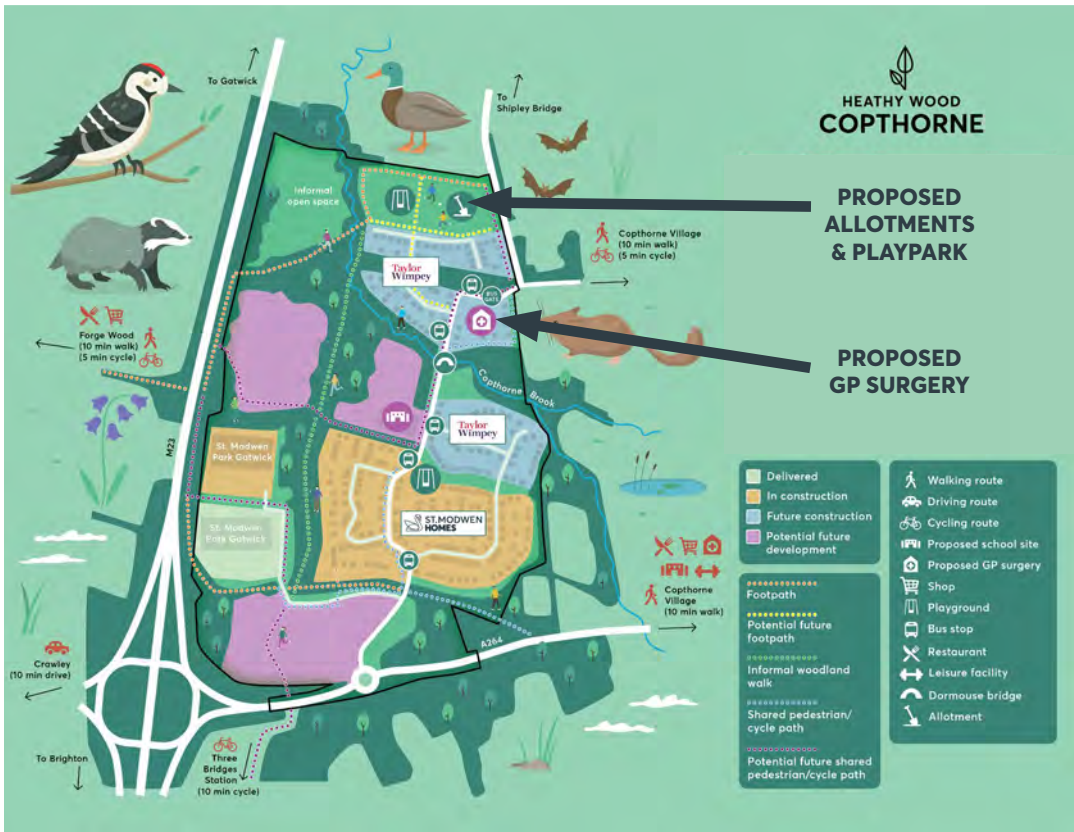 To Gatwick
To
Shipley Bridge
HEATHY WOOD
COPTHORNE
Informal
open space
PROPOSED
ALLOTMENTS
& PLAYPARK
Copthorne Village
(10 min walk)
(5 min cycle)
Taylor
Wimpey
BUS
GATE
Forge Wood
(10 min walk)
(5 min cycle)
PROPOSED
GP SURGERY
Copthorne
Brook
Taylor
Wimpey
M23
St. Modwen
Park Gatwick
ST. MODWEN
HOMES
St. Modwen
Park Gatwick
Delivered
In construction
Future construction
Potential future
development
Footpath
Potential future
footpath
Informal woodland
walk
Shared pedestrian/
cycle path
Potential future shared
pedestrian/cycle path
Walking route
Driving route
Cycling route
Proposed school site
Proposed GP surgery
Shop
Playground
Bus stop
Restaurant
Leisure facility
Dormouse bridge
Allotment
Copthorne
Village
(10 min walk)
A264
Crawley
(10 min drive)
To Brighton
Three
Bridges
Station
(10 min cycle)